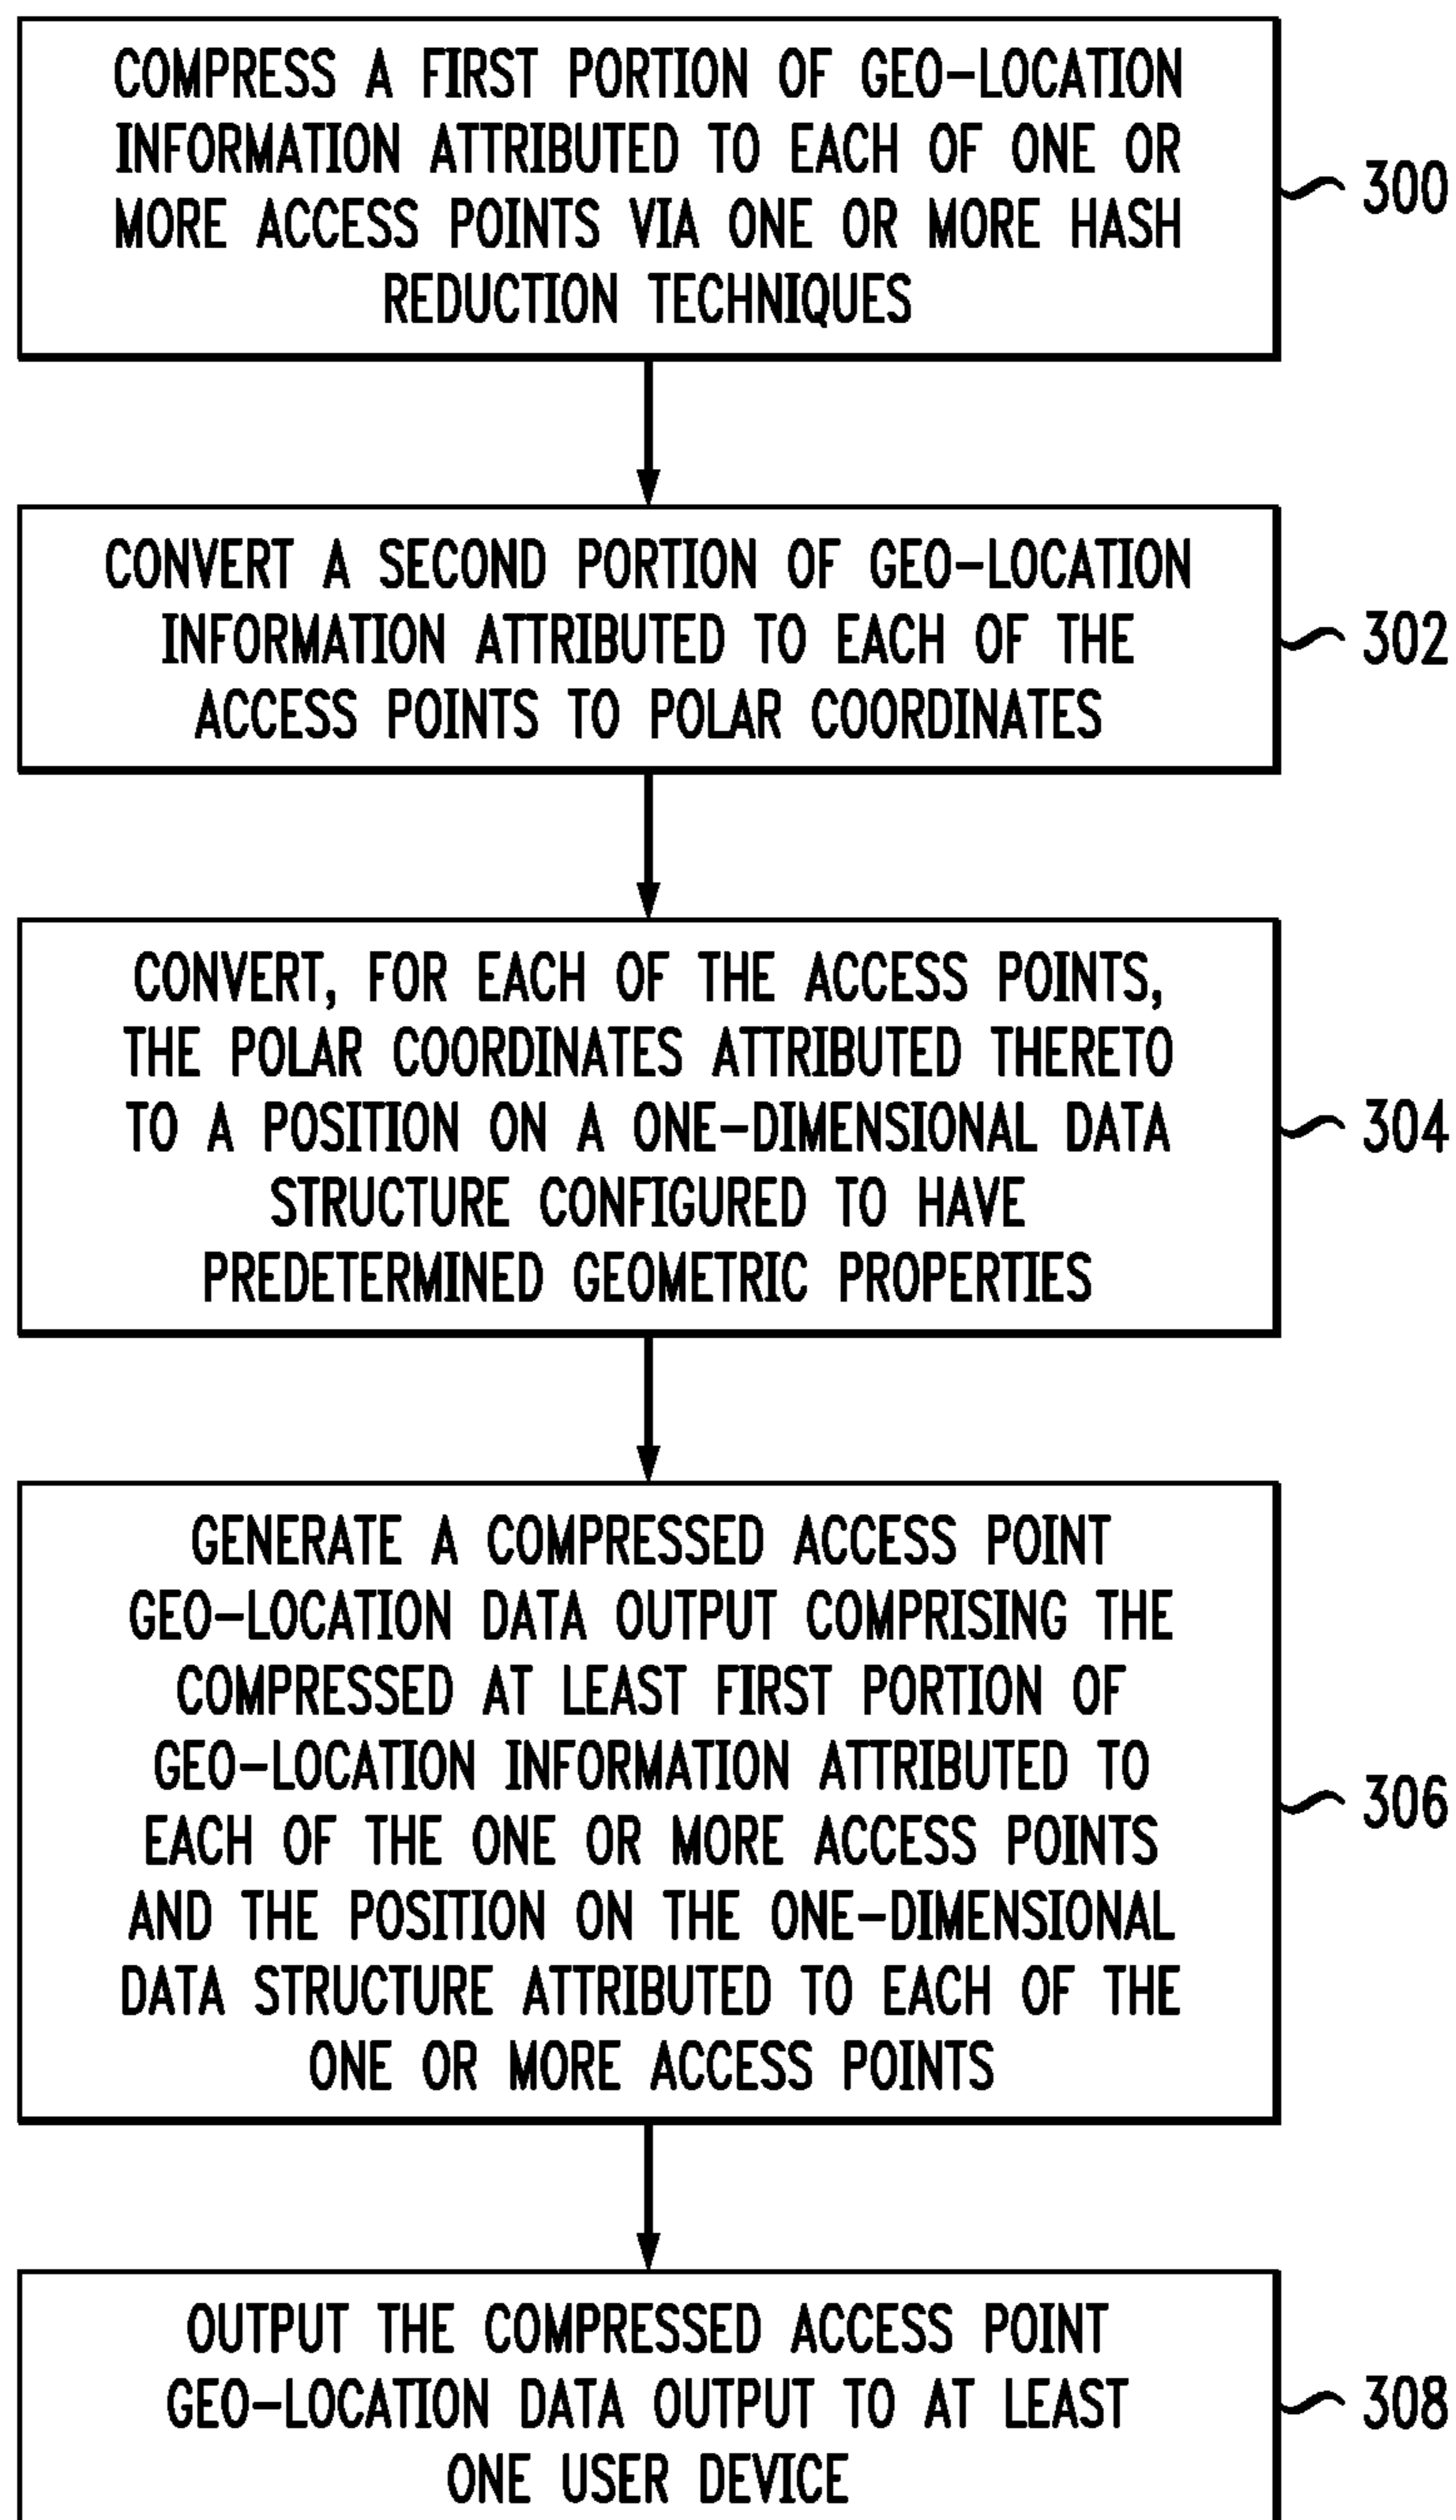 COMPRESS A FIRST PORTION OF GEO-LOCATION
INFORMATION ATTRIBUTED TO EACH OF ONE OR
MORE ACCESS POINTS VIA ONE OR MORE HASH
REDUCTION TECHNIQUES
300
CONVERT A SECOND PORTION OF GEO-LOCATION
INFORMATION ATTRIBUTED TO EACH OF THE
ACCESS POINTS TO POLAR COORDINATES
302
CONVERT, FOR EACH OF THE ACCESS POINTS,
THE POLAR COORDINATES ATTRIBUTED THERETO
TO A POSITION ON A ONE-DIMENSIONAL DATA
STRUCTURE CONFIGURED TO HAVE
PREDETERMINED GEOMETRIC PROPERTIES
304
GENERATE A COMPRESSED ACCESS POINT
GEO-LOCATION DATA OUTPUT COMPRISING THE
COMPRESSED AT LEAST FIRST PORTION OF
GEO-LOCATION INFORMATION ATTRIBUTED TO
EACH OF THE ONE OR MORE ACCESS POINTS
AND THE POSITION ON THE ONE-DIMENSIONAL
DATA STRUCTURE ATTRIBUTED TO EACH OF THE
ONE OR MORE ACCESS POINTS
306
OUTPUT THE COMPRESSED ACCESS POINT
GEO-LOCATION DATA OUTPUT TO AT LEAST
ONE USER DEVICE
308